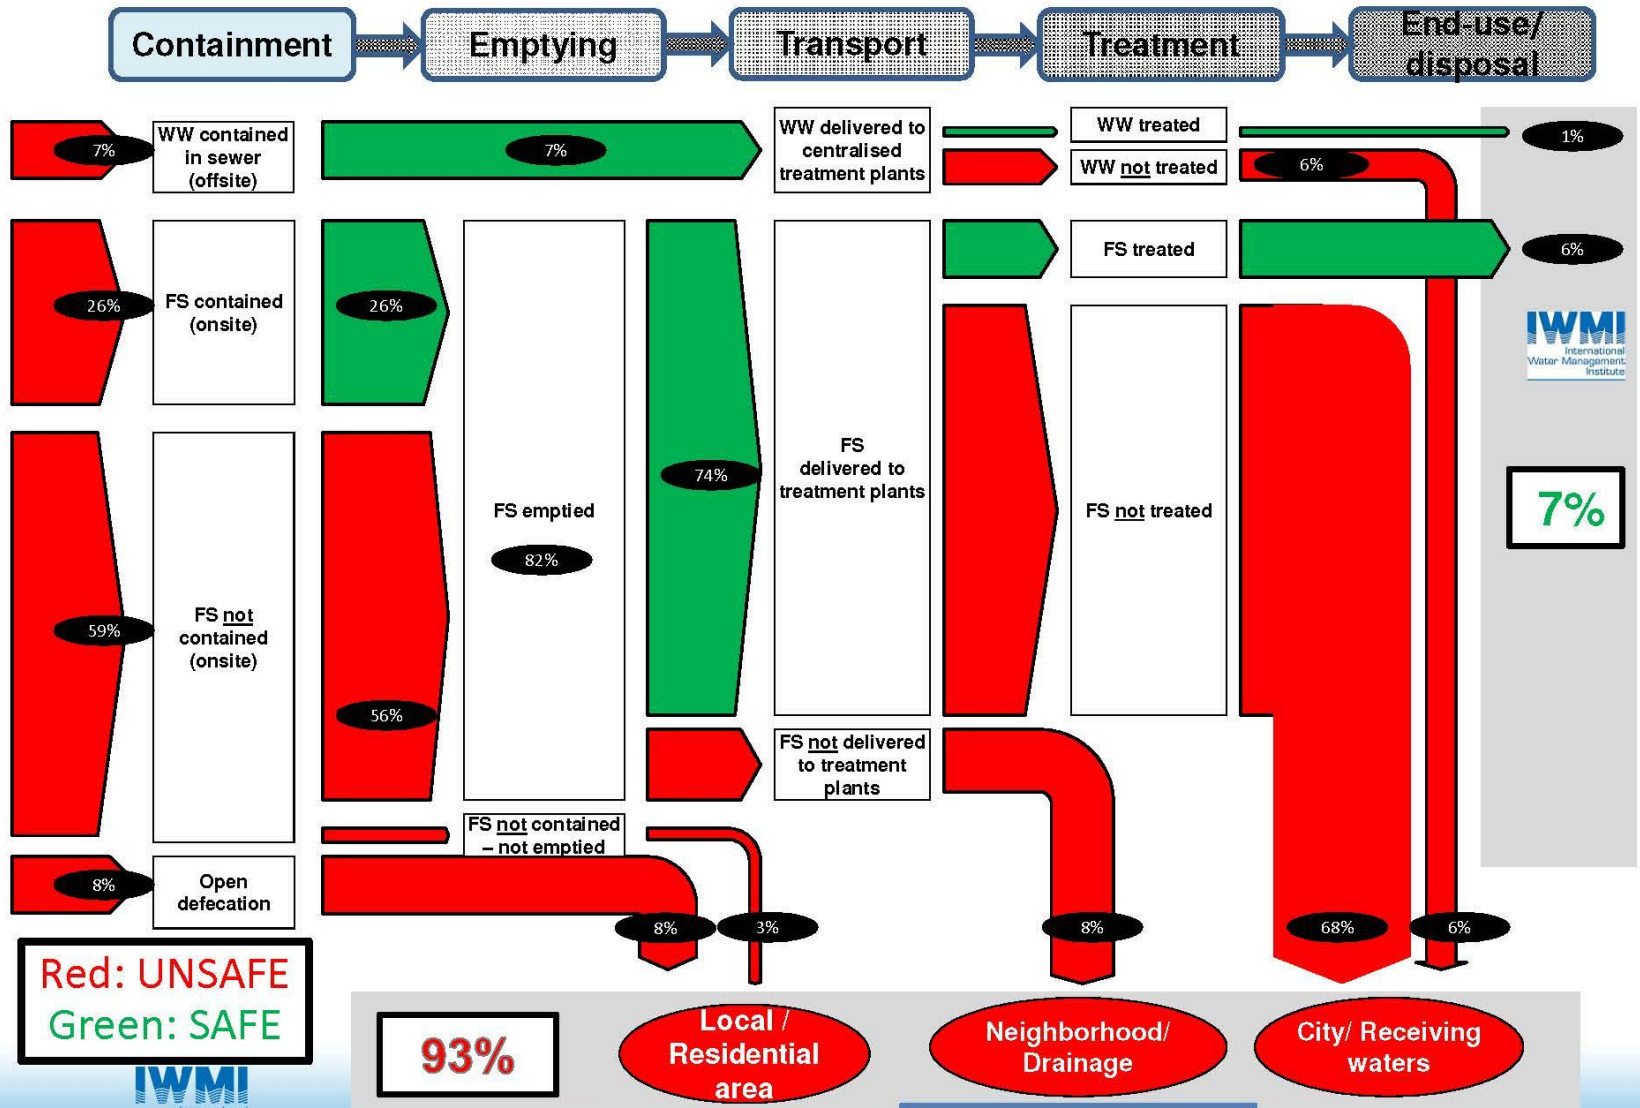 Containment
Emptying
Transport
Treatment
End-use/
disposal
7%
WW contained
in sewer
(offsite)
7%
WW delivered to
centralised
treatment plants
WW treated
WW not treated
1%
6%
26%
FS contained
(onsite)
26%
FS emptied
82%
74%
FS
delivered to
treatment plants
FS treated
6%
IWMI
International
Water Management
Institute
59%
FS not
contained
(onsite)
56%
FS not treated
7%
FS not delivered
to treatment
plants
FS not contained
– not emptied
8%
Open
defecation
8%
3%
8%
68%
6%
Red: UNSAFE
Green: SAFE
93%
Local /
Residential
area
Neighborhood/
Drainage
City/ Receiving
waters
IWMI